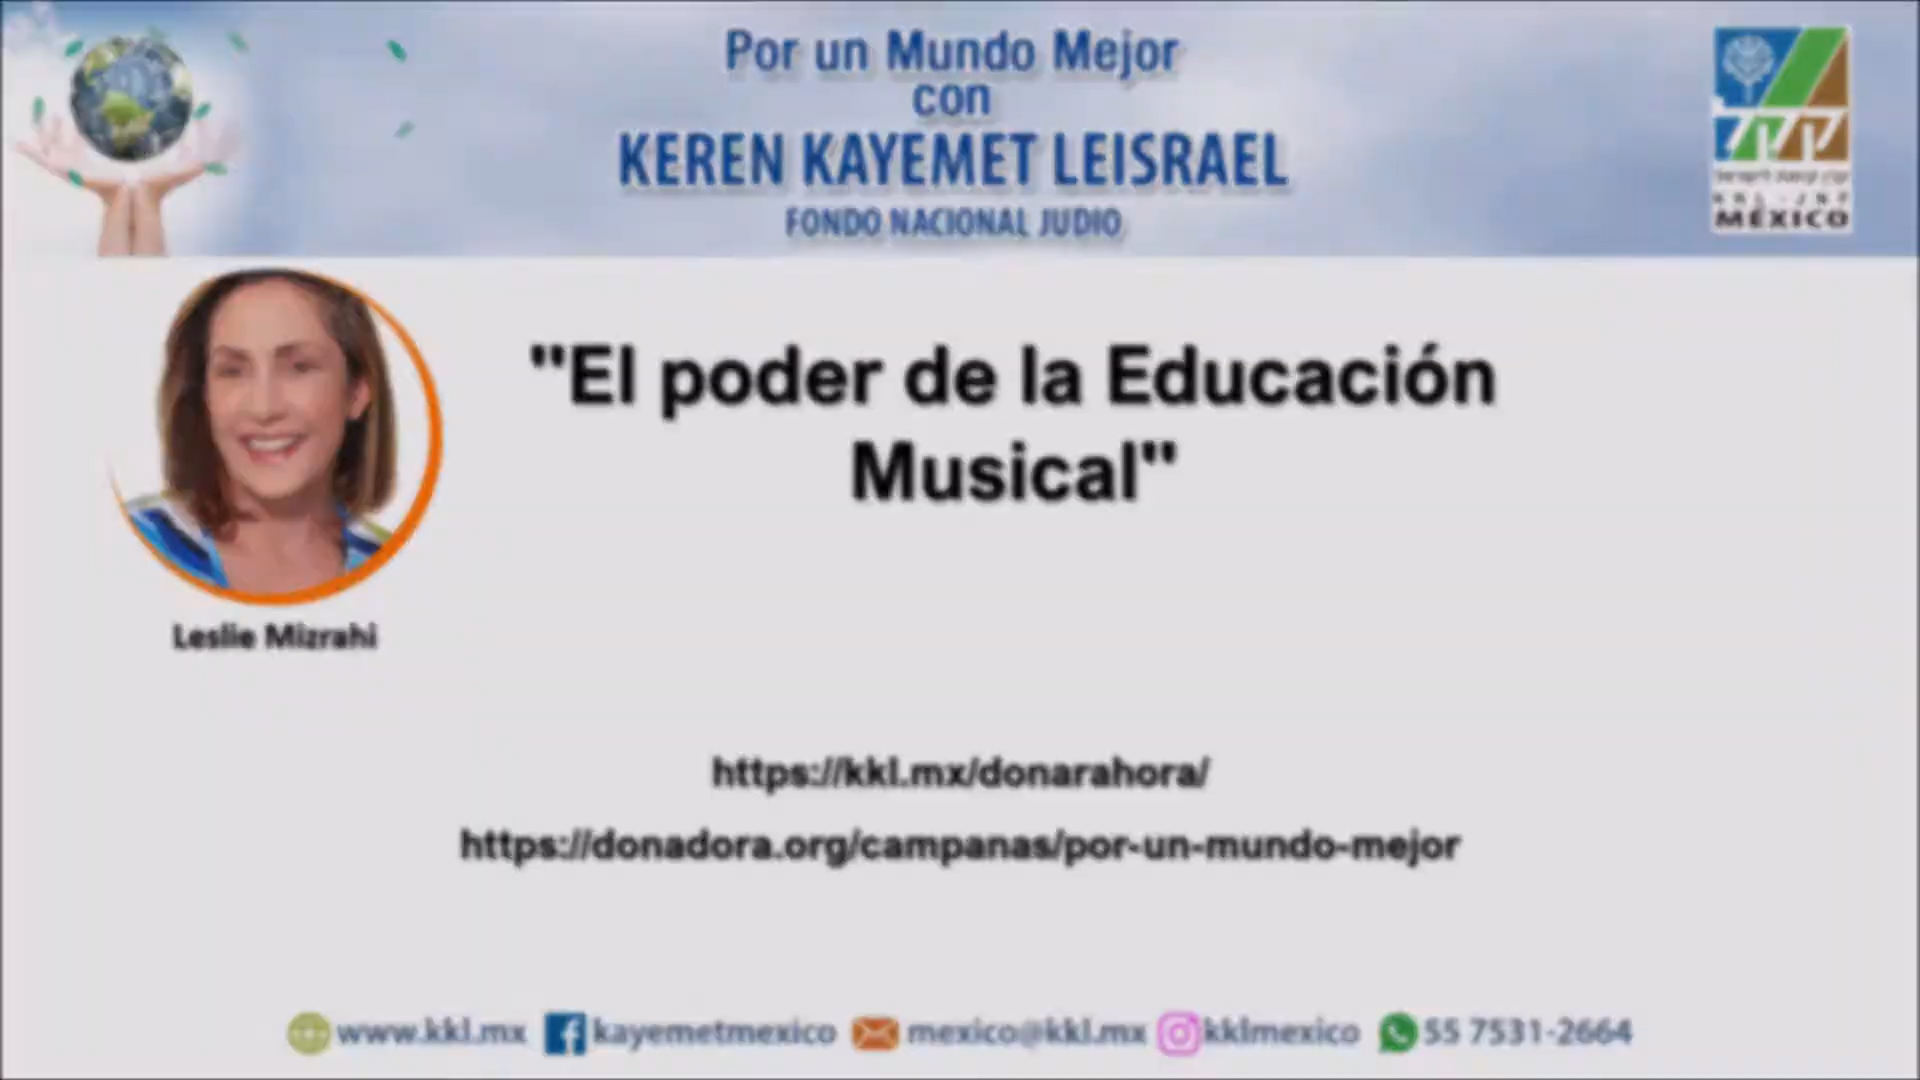 Por un Mundo Mejor
con
KEREN KAYEMET LEISRAEL
FONDO NACIONAL JUDIO
MÉXICO
"El poder de la Educación
Musical"
Leslie Mizrahi
https://kkl.mx/donarahora/
https://donadora.org/campanas/por-un-mundo-mejor
www.kkl.mx kayemetmexico mexico@kkl.mx kklmexico 55 7531-2664